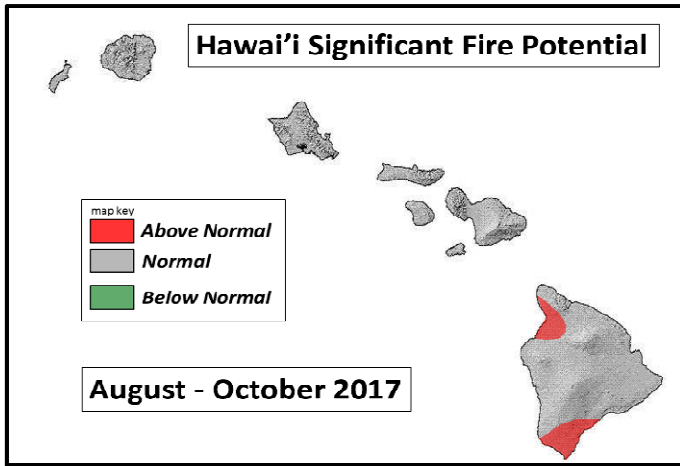 Hawai’i Significant Fire Potential
map key
Above Normal
Normal
Below Normal
August - October 2017